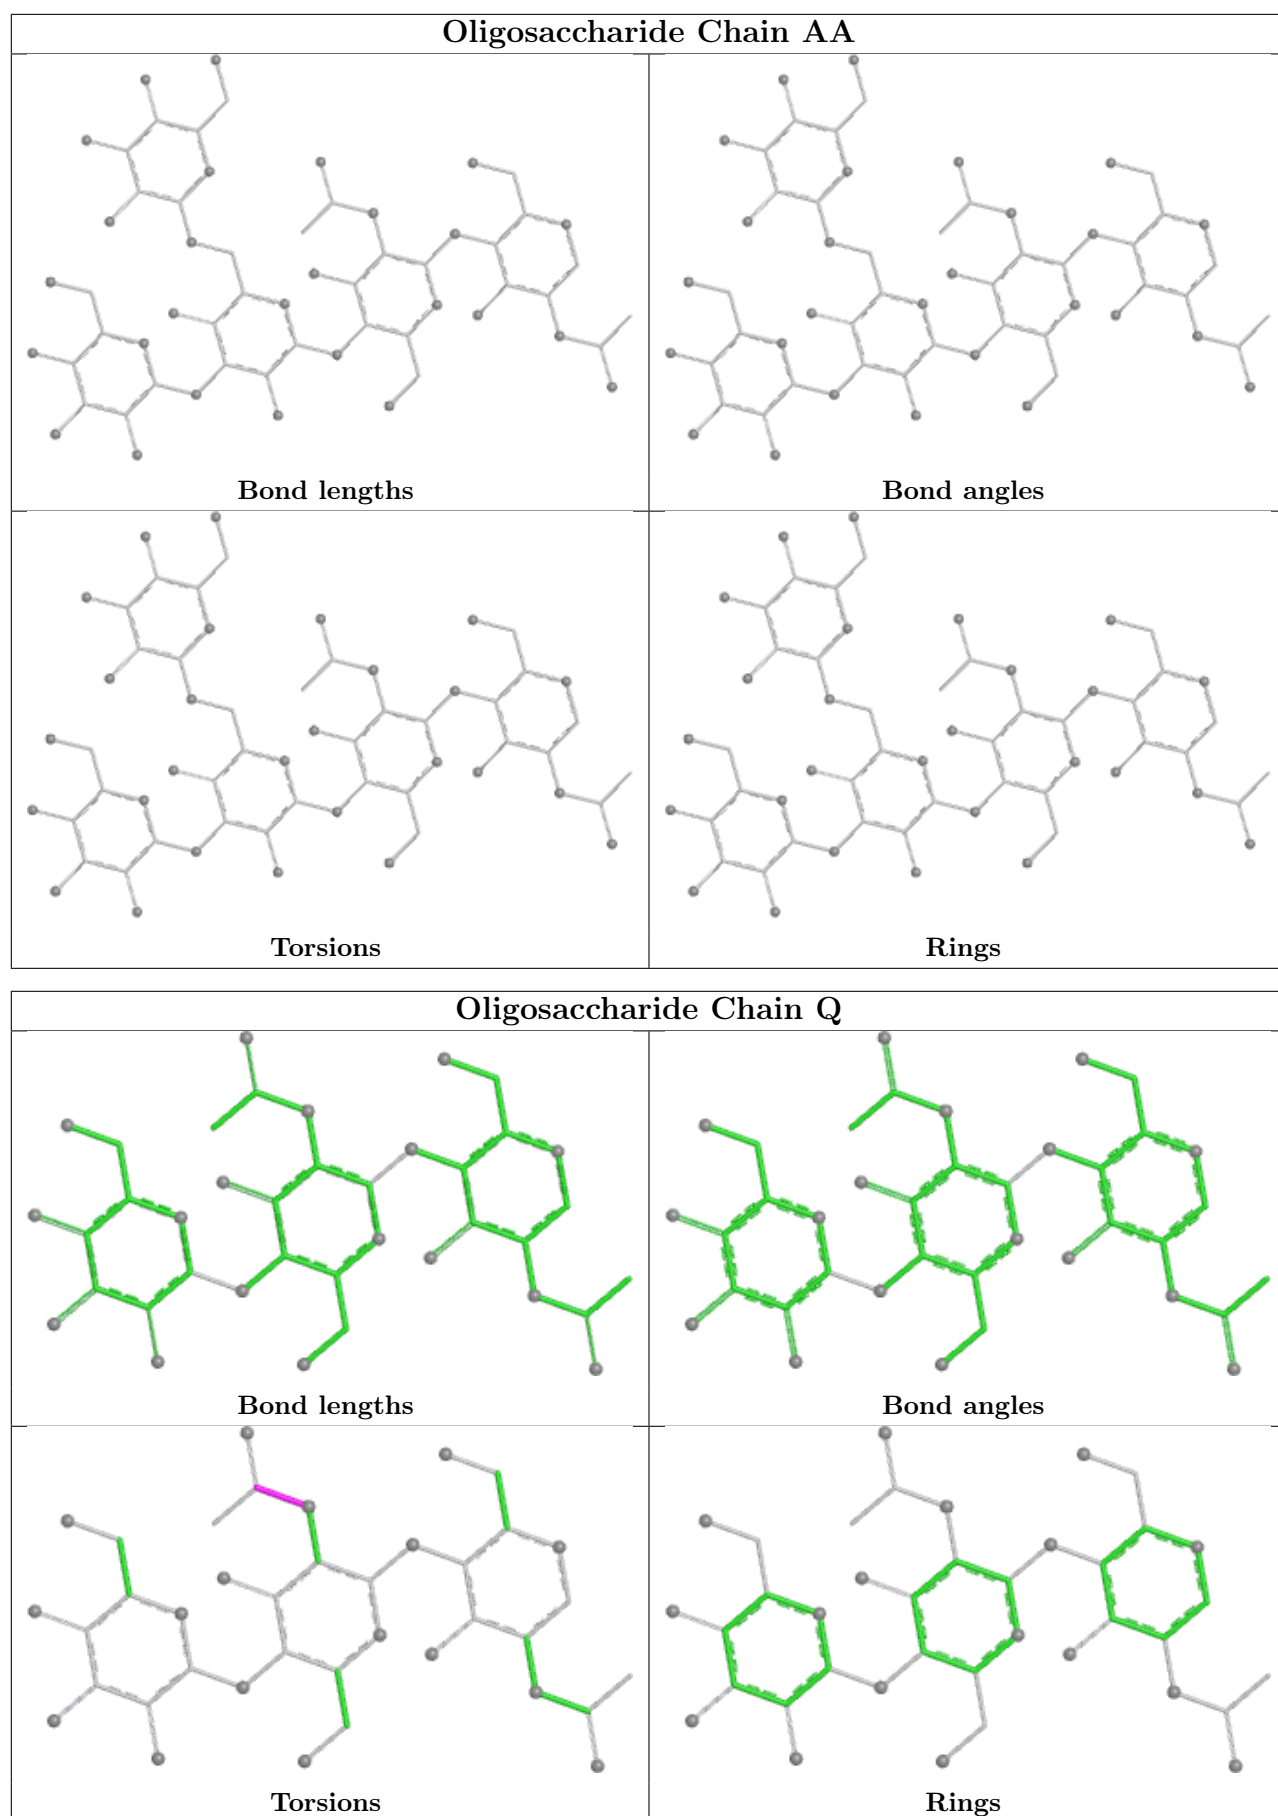 Oligosaccharide Chain AA
Bond lengths
Bond angles
Torsions
Rings
Oligosaccharide Chain Q
Bond lengths
Bond angles
Torsions
Rings